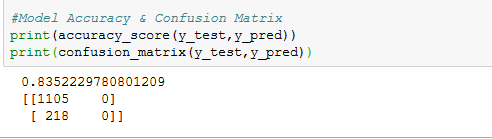 #Model Accuracy & Confusion Matrix
print(accuracy_score(y_test,y_pred))
print(confusion_matrix(y_test,y_pred))
0.8352229780801209
[[1105    0]
 [ 218    0]]